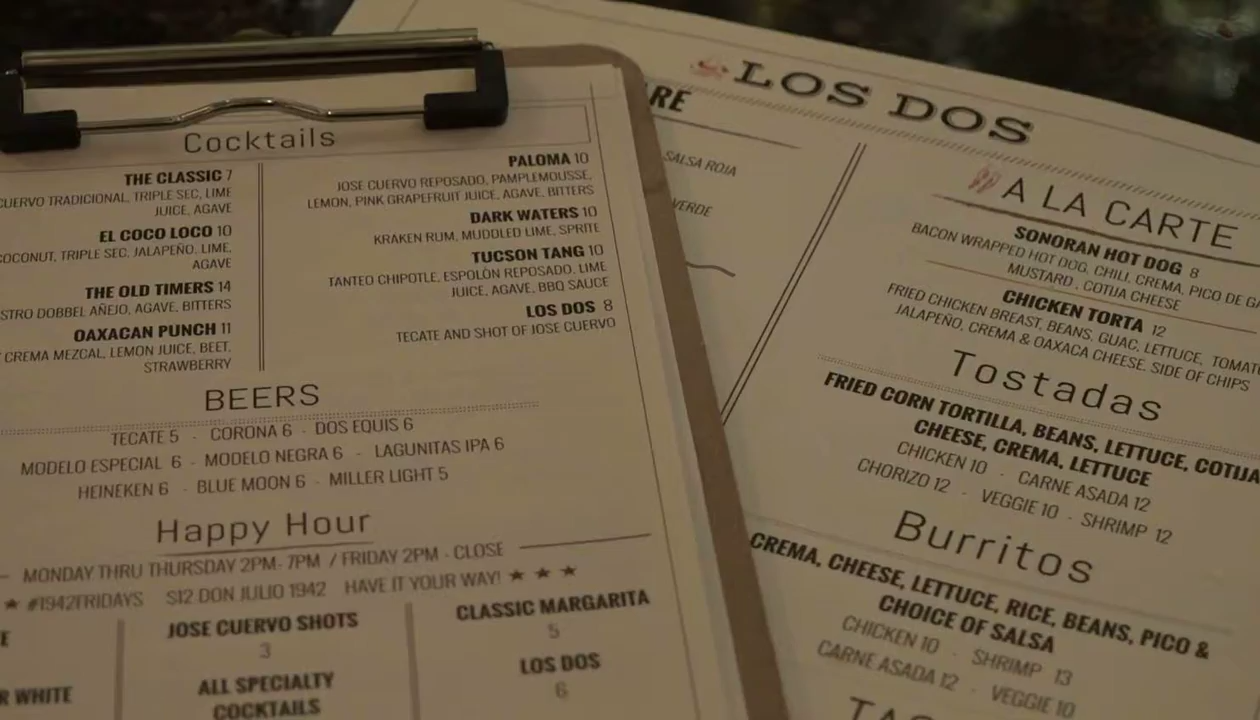 Cocktails
THE CLASSIC 7
CUERVO TRADICIONAL, TRIPLE SEC, LIME
JUICE, AGAVE
EL COCO LOCO 10
COCONUT, TRIPLE SEC, JALAPEÑO, LIME,
AGAVE
THE OLD TIMERS 14
STRO DOBBEL AÑEJO, AGAVE, BITTERS
OAXACAN PUNCH 11
CREMA MEZCAL, LEMON JUICE, BEET,
STRAWBERRY
PALOMA 10
JOSE CUERVO REPOSADO, PAMPLEMOUSSE,
LEMON, PINK GRAPEFRUIT JUICE, AGAVE, BITTERS
DARK WATERS 10
KRAKEN RUM, MUDDLED LIME, SPRITE
TUCSON TANG 10
TANTEO CHIPOTLE, ESPOLÒN REPOSADO, LIME
JUICE, AGAVE, BBQ SAUCE
LOS DOS 8
TECATE AND SHOT OF JOSE CUERVO
BEERS
TECATE 5 · CORONA 6 · DOS EQUIS 6
MODELO ESPECIAL 6 · MODELO NEGRA 6 · LAGUNITAS IPA 6
HEINEKEN 6 · BLUE MOON 6 · MILLER LIGHT 5
Happy Hour
MONDAY THRU THURSDAY 2PM- 7PM / FRIDAY 2PM - CLOSE
★ #1942FRIDAYS S12 DON JULIO 1942 HAVE IT YOUR WAY! ★ ★ ★
E
R WHITE
JOSE CUERVO SHOTS
3
ALL SPECIALTY
COCKTAILS
CLASSIC MARGARITA
5
LOS DOS
6
LOS DOS
ARE
SALSA ROJA
VERDE
A LA CARTE
SONORAN HOT DOG 8
BACON WRAPPED HOT DOG, CHILI, CREMA, PICO DE GA
MUSTARD , COTIJA CHEESE
CHICKEN TORTA 12
FRIED CHICKEN BREAST, BEANS, GUAC, LETTUCE, TOMATO
JALAPEÑO, CREMA & OAXACA CHEESE. SIDE OF CHIPS
Tostadas
FRIED CORN TORTILLA, BEANS, LETTUCE, COTIJA
CHEESE, CREMA, LETTUCE
CHICKEN 10 · CARNE ASADA 12
CHORIZO 12 · VEGGIE 10 · SHRIMP 12
Burritos
CREMA, CHEESE, LETTUCE, RICE, BEANS, PICO &
CHOICE OF SALSA
CHICKEN 10 · SHRIMP 13
CARNE ASADA 12 · VEGGIE 10